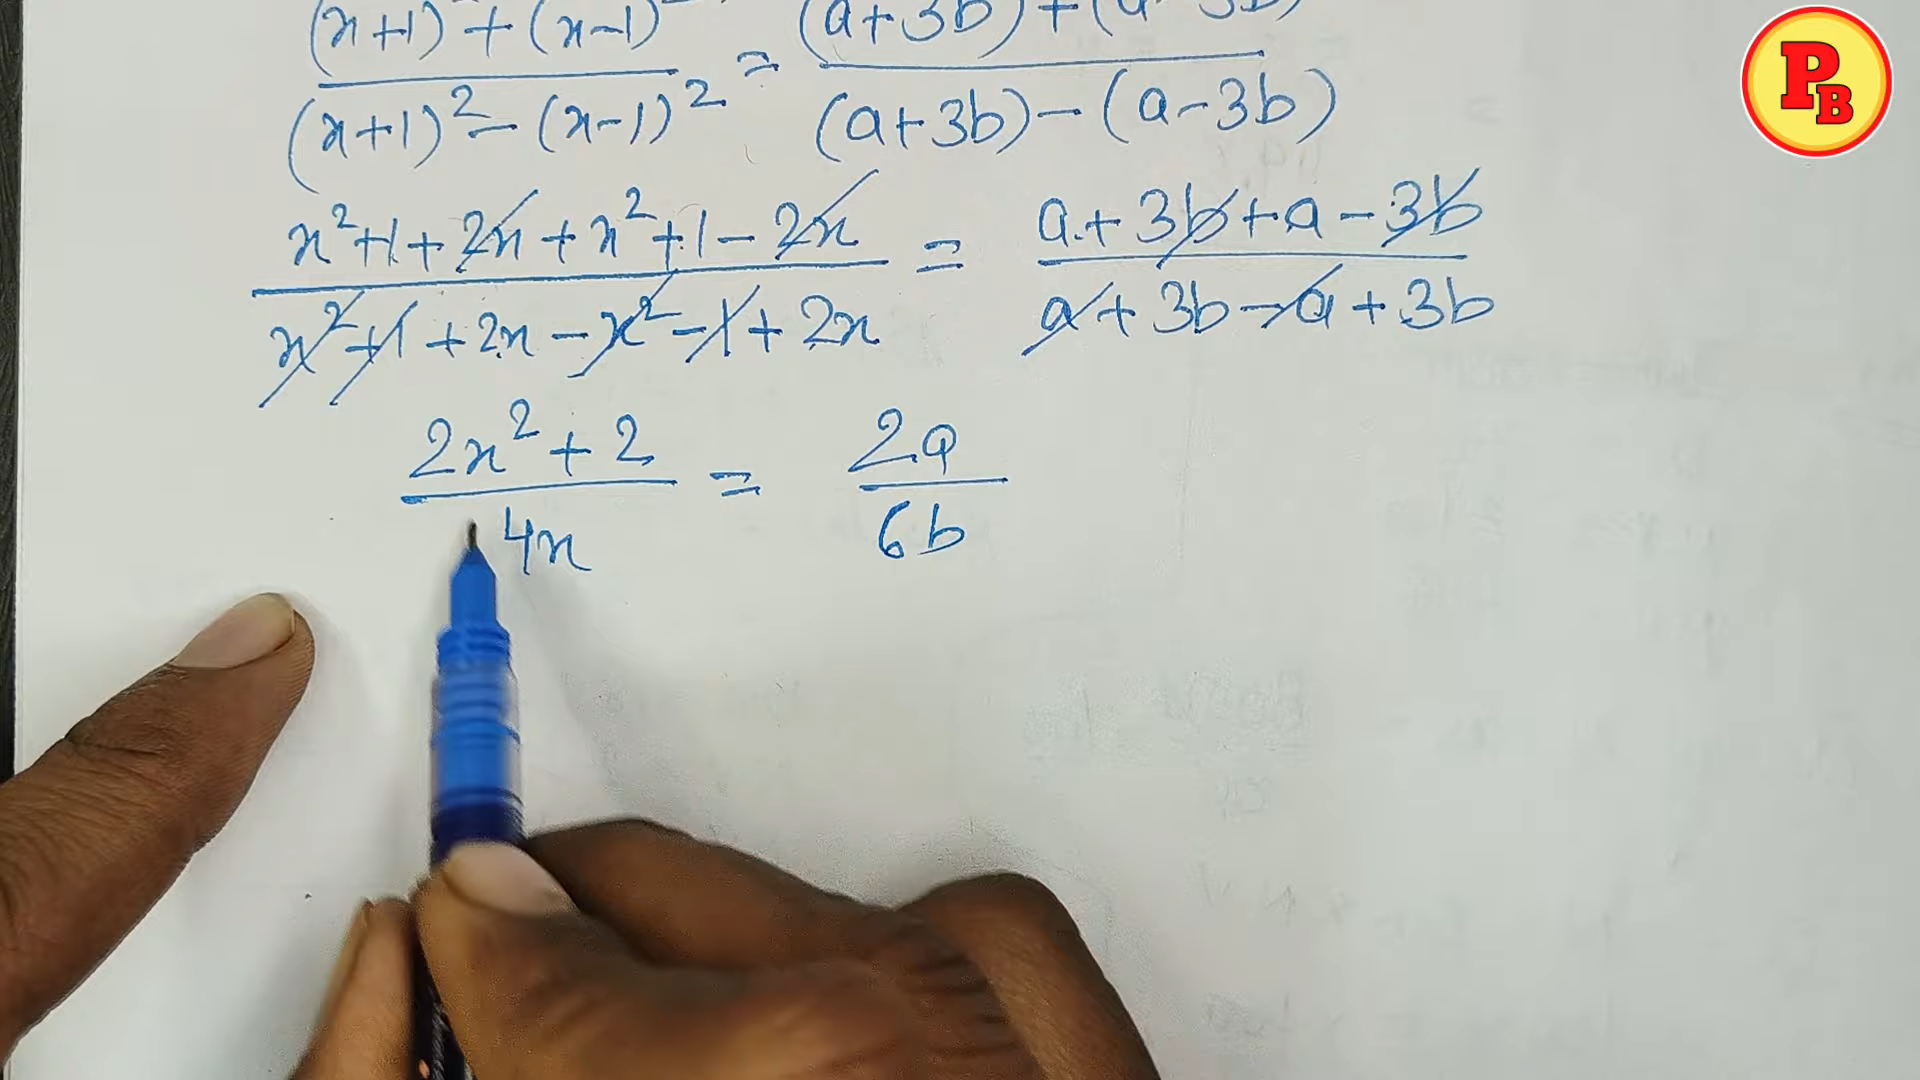 (x+1)² + (x-1)² / (x+1)² - (x-1)² = (a+3b)+(a-3b) / (a+3b)-(a-3b)
x²+1+2x+x²+1-2x / x²+1+2x-x²-1+2x = a+3b+a-3b / a+3b-a+3b
2x²+2 / 4x = 2a / 6b
PB